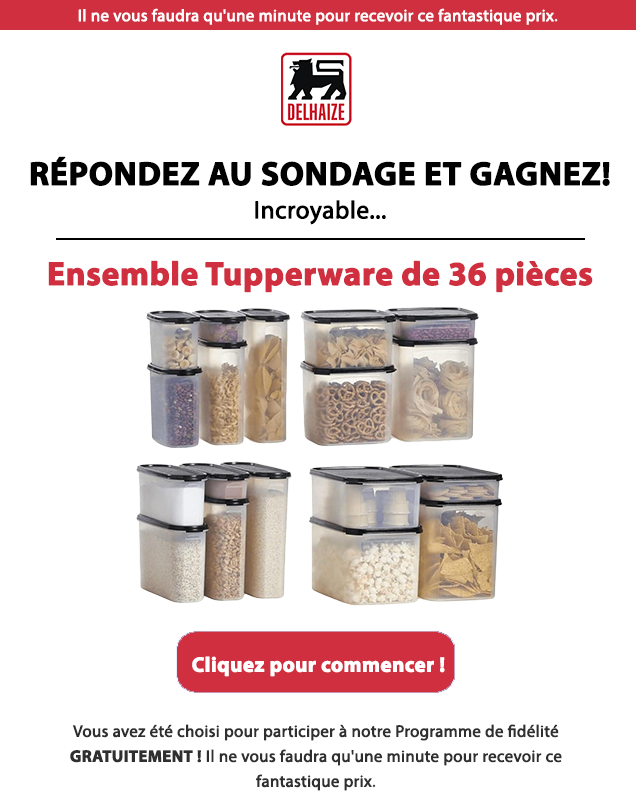 Il ne vous faudra qu'une minute pour recevoir ce fantastique prix.
DELHAIZE
RÉPONDEZ AU SONDAGE ET GAGNEZ!
Incroyable...
Ensemble Tupperware de 36 pièces
Cliquez pour commencer !
Vous avez été choisi pour participer à notre Programme de fidélité
GRATUITEMENT ! Il ne vous faudra qu'une minute pour recevoir ce
fantastique prix.